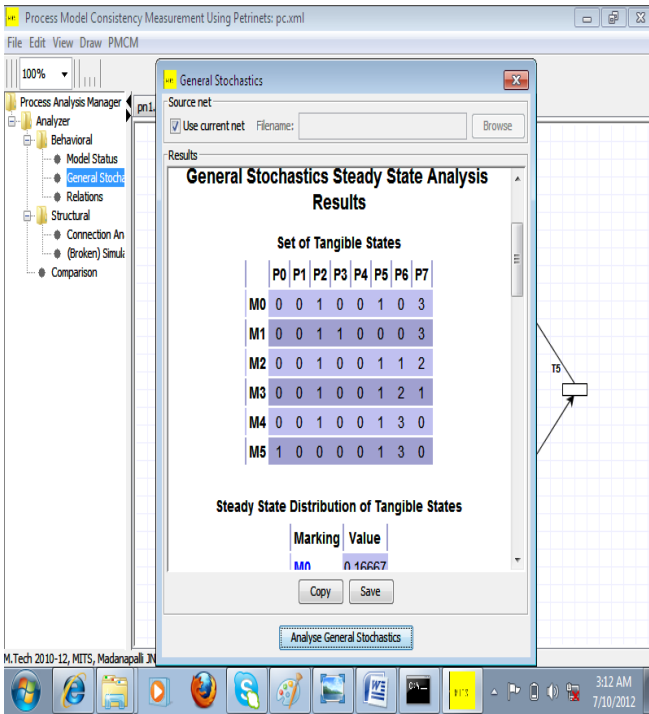 Process Model Consistency Measurement Using Petrinets: pc.xml
File Edit View Draw PMCM
100%
Process Analysis Manager
Analyzer
Behavioral
Model Status
General Stocha
Relations
Structural
Connection An
(Broken) Simula
Comparison
pn1.
General Stochastics
Source net
Use current net Filename: Browse
Results
General Stochastics Steady State Analysis
Results
Set of Tangible States
P0 P1 P2 P3 P4 P5 P6 P7
M0 0 0 1 0 0 1 0 3
M1 0 0 1 1 0 0 0 3
M2 0 0 1 0 0 1 1 2
M3 0 0 1 0 0 1 2 1
M4 0 0 1 0 0 1 3 0
M5 1 0 0 0 0 1 3 0
Steady State Distribution of Tangible States
Marking Value
M0 0.16667
Copy Save
Analyse General Stochastics
T5
M.Tech 2010-12, MITS, Madanapalli JN
3:12 AM
7/10/2012